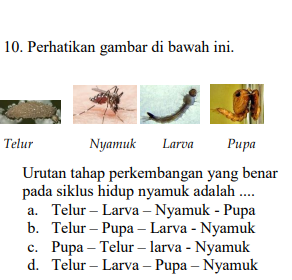 10. Perhatikan gambar di bawah ini.
Telur Nyamuk Larva Pupa
Urutan tahap perkembangan yang benar
pada siklus hidup nyamuk adalah ....
a. Telur – Larva – Nyamuk - Pupa
b. Telur – Pupa – Larva - Nyamuk
c. Pupa – Telur – larva - Nyamuk
d. Telur – Larva – Pupa – Nyamuk